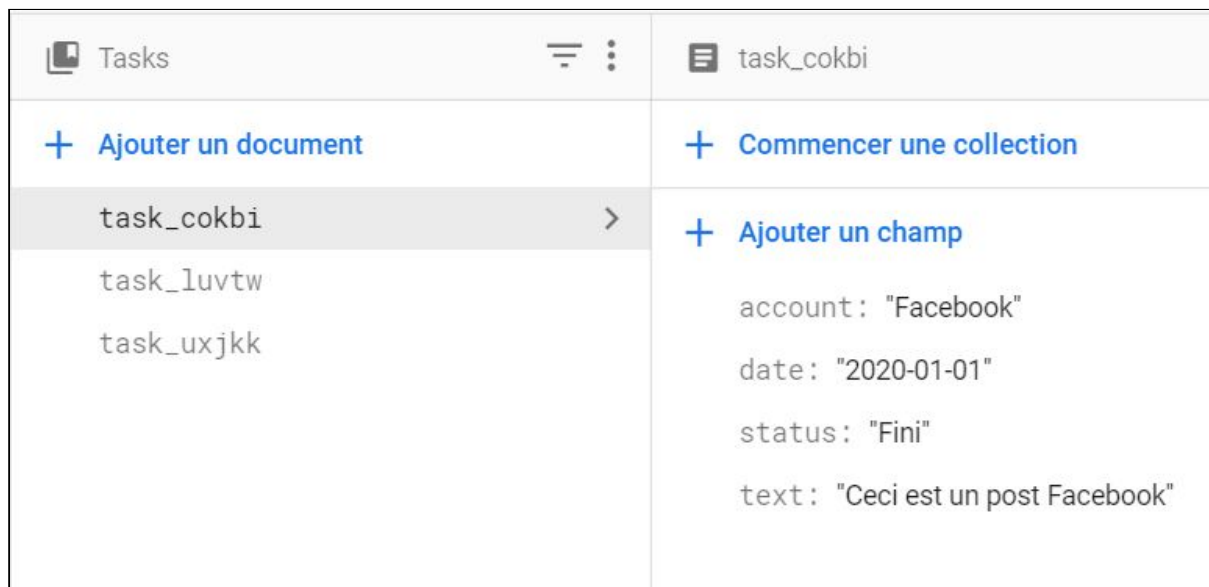 Tasks
Ajouter un document
task_cokbi
task_luvtw
task_uxjkk
task_cokbi
Commencer une collection
Ajouter un champ
account: "Facebook"
date: "2020-01-01"
status: "Fini"
text: "Ceci est un post Facebook"